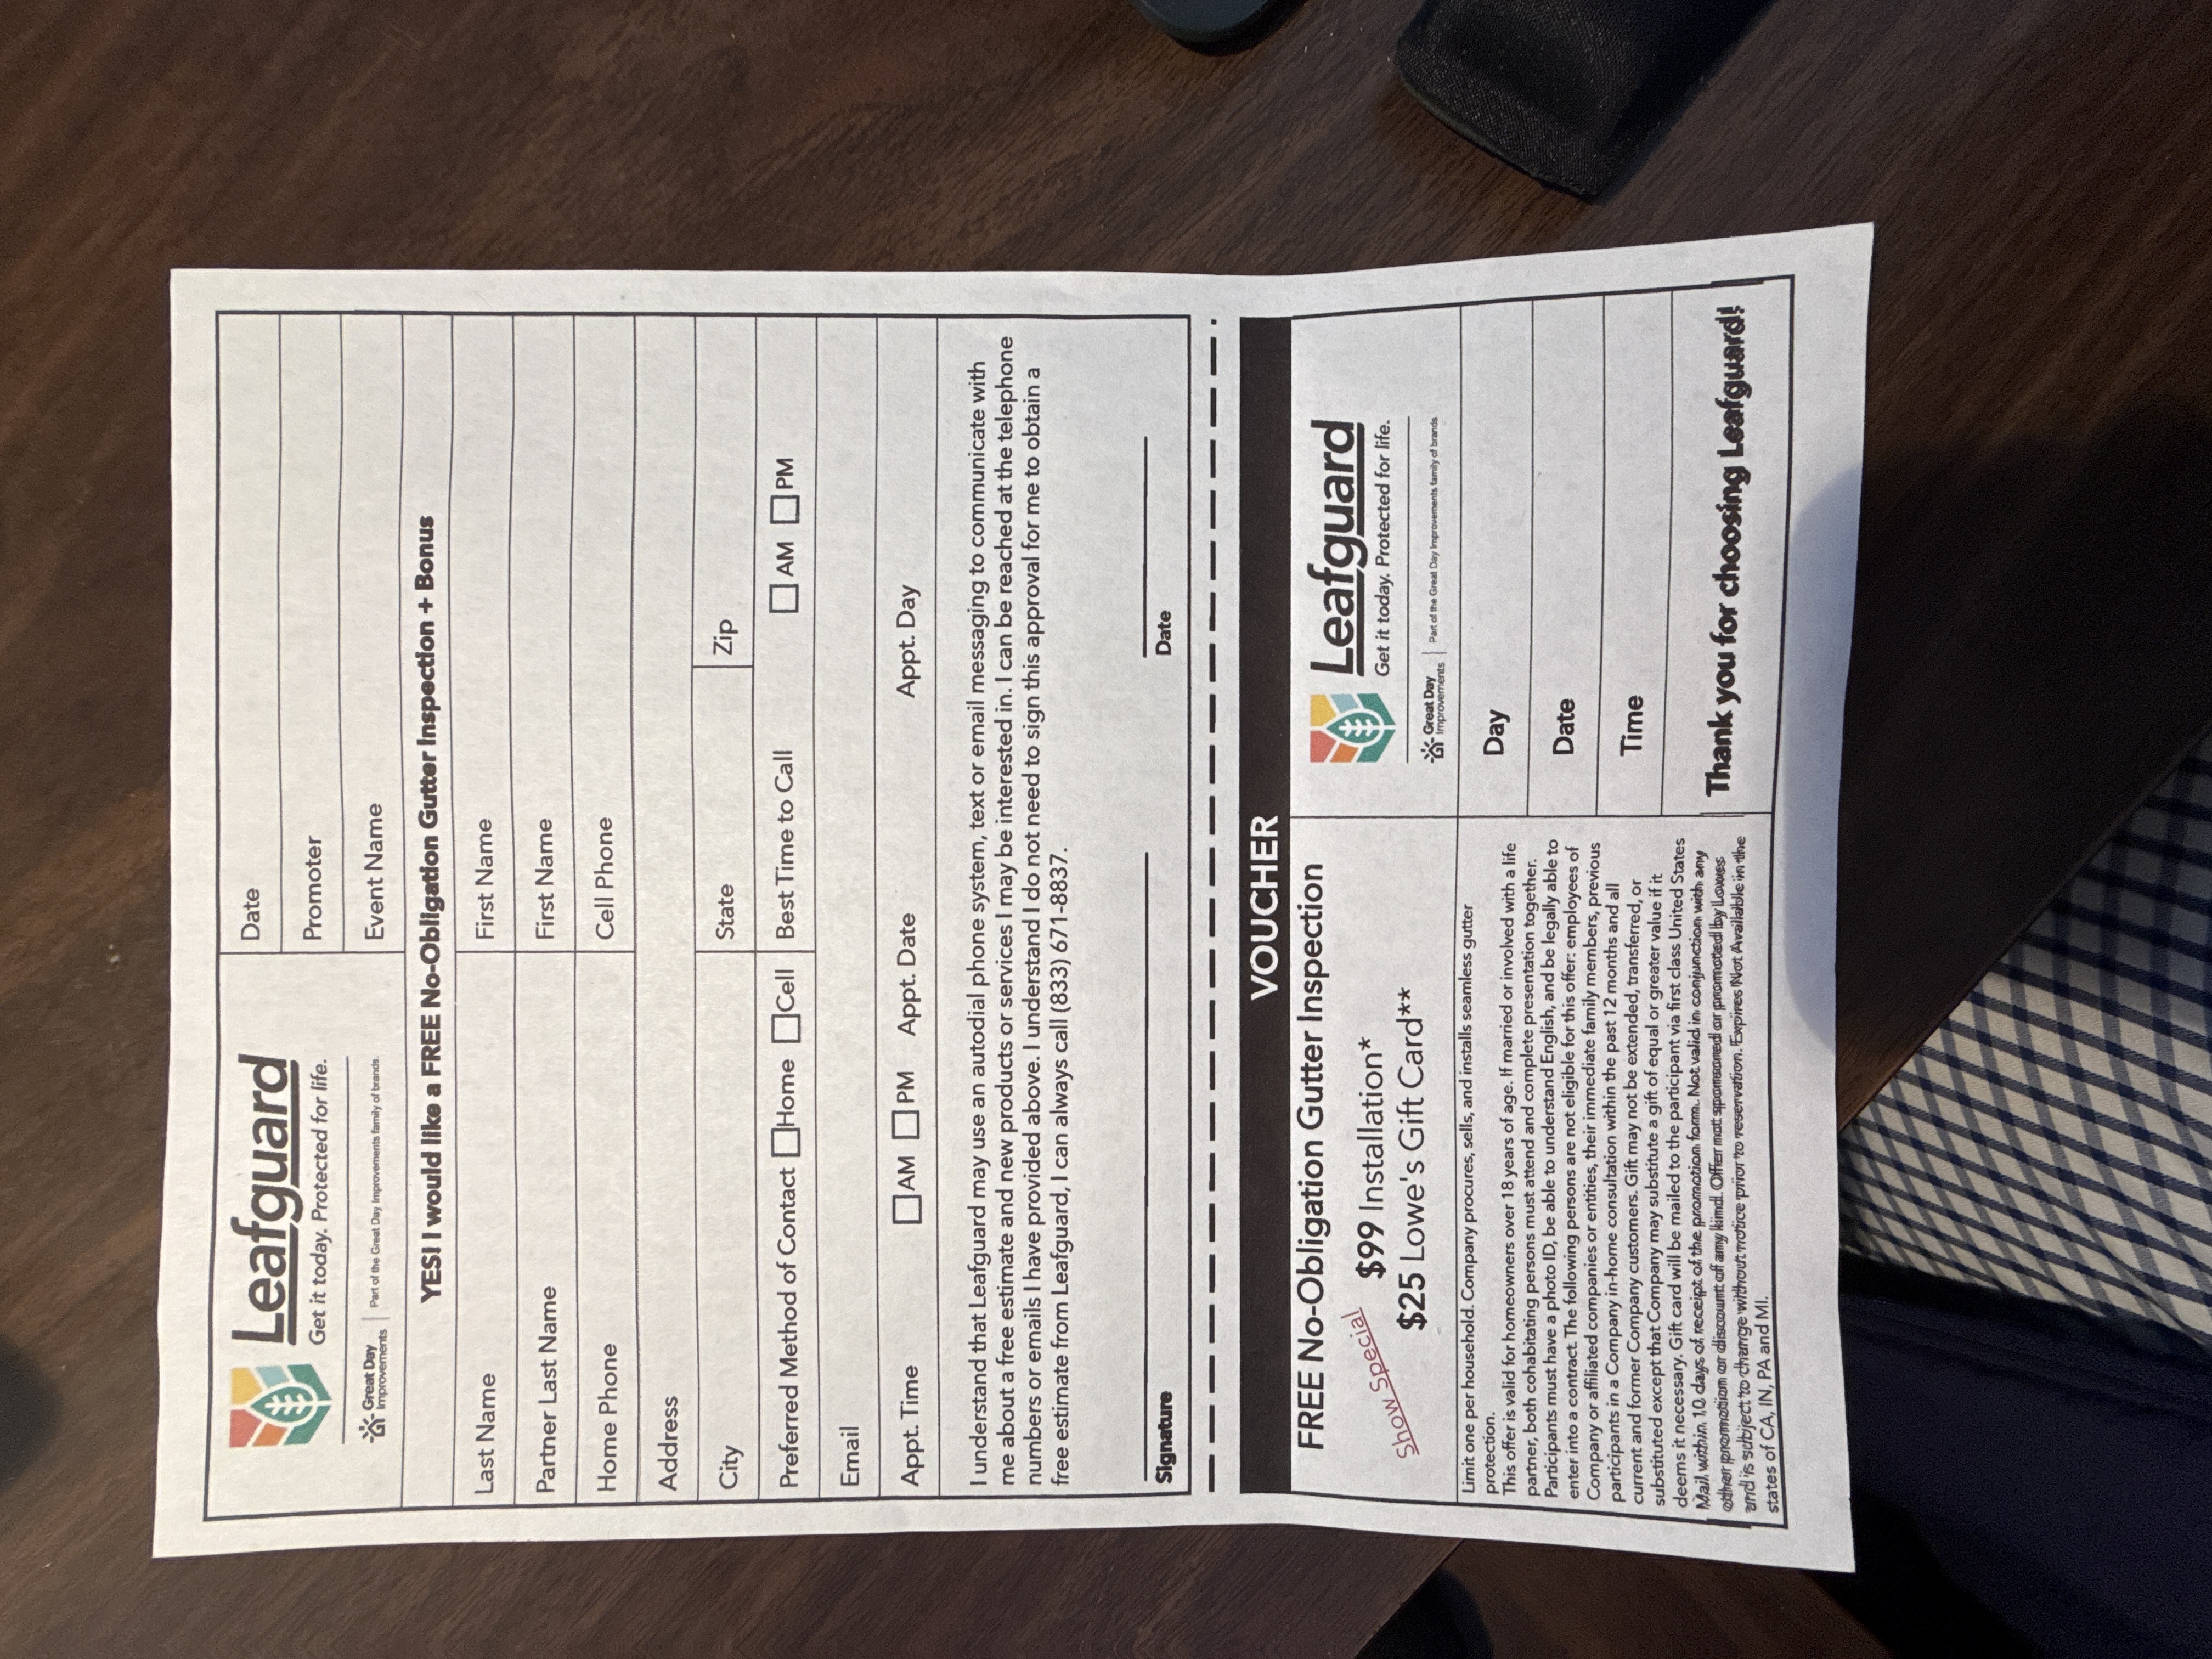 Leafguard
Get it today. Protected for life.
Great Day
Improvements
Part of the Great Day Improvements family of brands.
Date
Promoter
Event Name
YES! I would like a FREE No-Obligation Gutter Inspection + Bonus
Last Name
First Name
Partner Last Name
First Name
Home Phone
Cell Phone
Address
City
State
Zip
Preferred Method of Contact Home Cell
Best Time to Call AM PM
Email
Appt. Time AM PM Appt. Date Appt. Day
I understand that Leafguard may use an autodial phone system, text or email messaging to communicate with
me about a free estimate and new products or services I may be interested in. I can be reached at the telephone
numbers or emails I have provided above. I understand I do not need to sign this approval for me to obtain a
free estimate from Leafguard, I can always call (833) 671-8837.
Signature
Date
VOUCHER
FREE No-Obligation Gutter Inspection
Show Special
$99 Installation*
$25 Lowe's Gift Card**
Limit one per household. Company procures, sells, and installs seamless gutter
protection.
This offer is valid for homeowners over 18 years of age. If married or involved with a life
partner, both cohabitating persons must attend and complete presentation together.
Participants must have a photo ID, be able to understand English, and be legally able to
enter into a contract. The following persons are not eligible for this offer: employees of
Company or affiliated companies or entities, their immediate family members, previous
participants in a Company in-home consultation within the past 12 months and all
current and former Company customers. Gift may not be extended, transferred, or
substituted except that Company may substitute a gift of equal or greater value if it
deems it necessary. Gift card will be mailed to the participant via first class United States
Mail within 10 days of receipt of the promotion form. Not valid in conjunction with any
other promotion or discount of any kind. Offer not sponsored or promoted by Lowes
and is subject to change without notice prior to reservation. Expires Not Available in the
states of CA, IN, PA and MI.
Leafguard
Get it today. Protected for life.
Great Day
Improvements
Part of the Great Day Improvements family of brands.
Day
Date
Time
Thank you for choosing Leafguard!